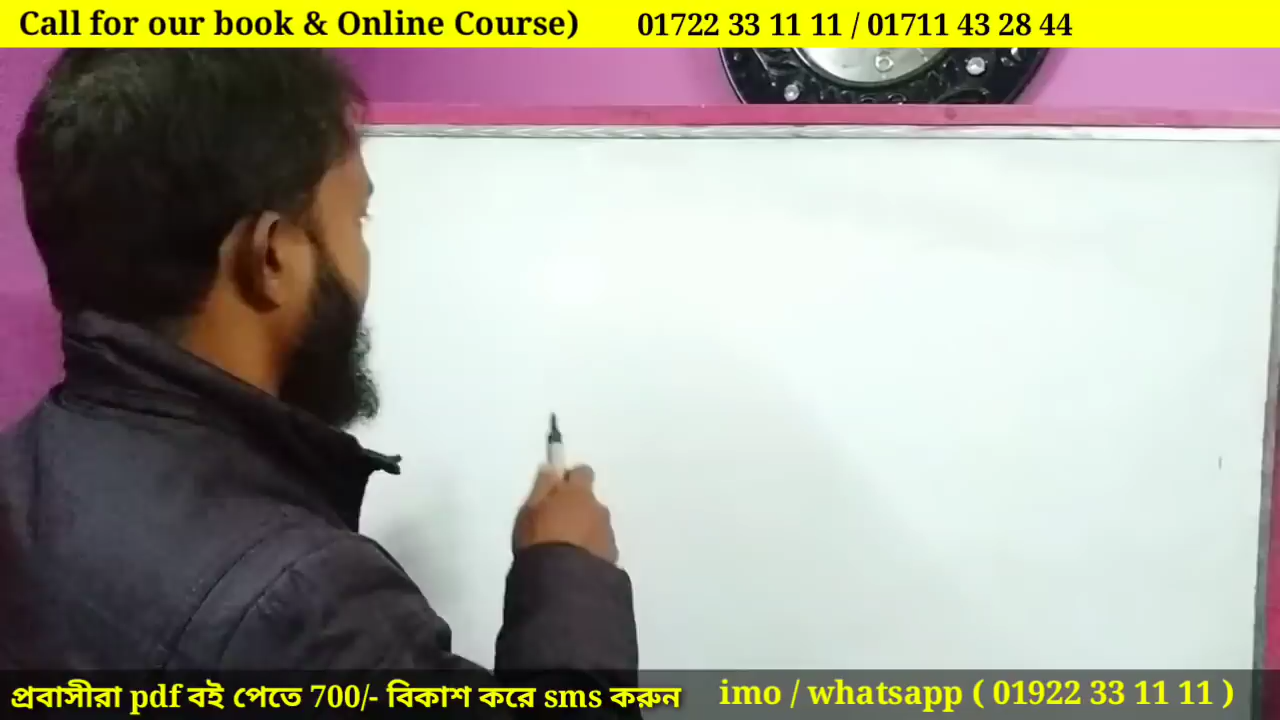 Call for our book & Online Course) 01722 33 11 11 / 01711 43 28 44
প্রবাসীরা pdf বই পেতে 700/- বিকাশ করে sms করুন imo / whatsapp ( 01922 33 11 11 )